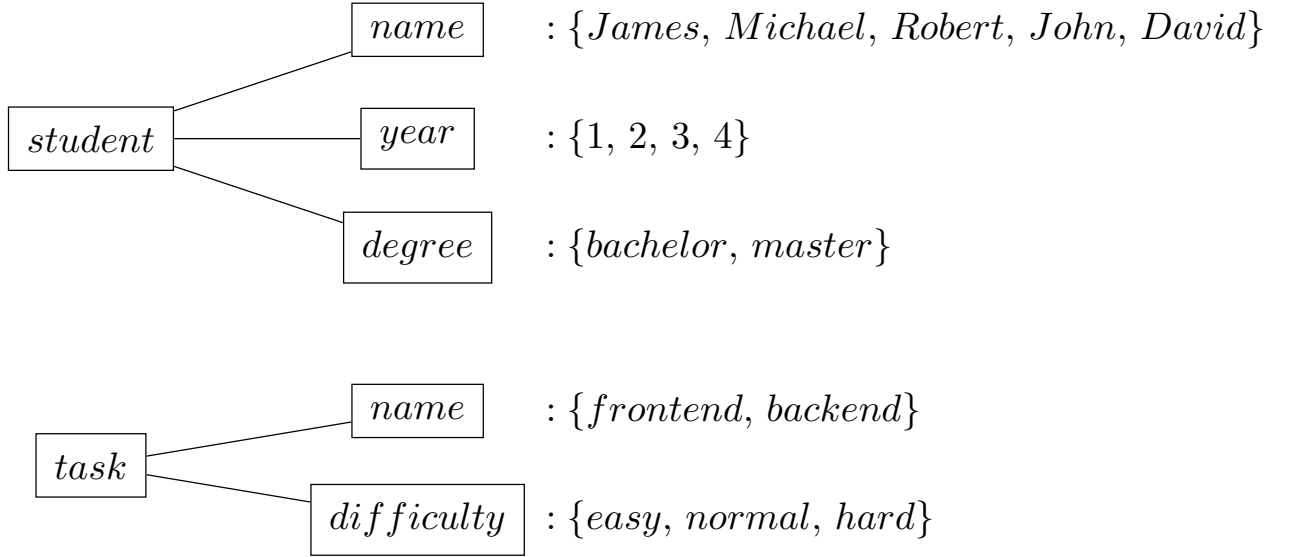 name : {James, Michael, Robert, John, David}
student
year : {1, 2, 3, 4}
degree : {bachelor, master}
name : {frontend, backend}
task
difficulty : {easy, normal, hard}